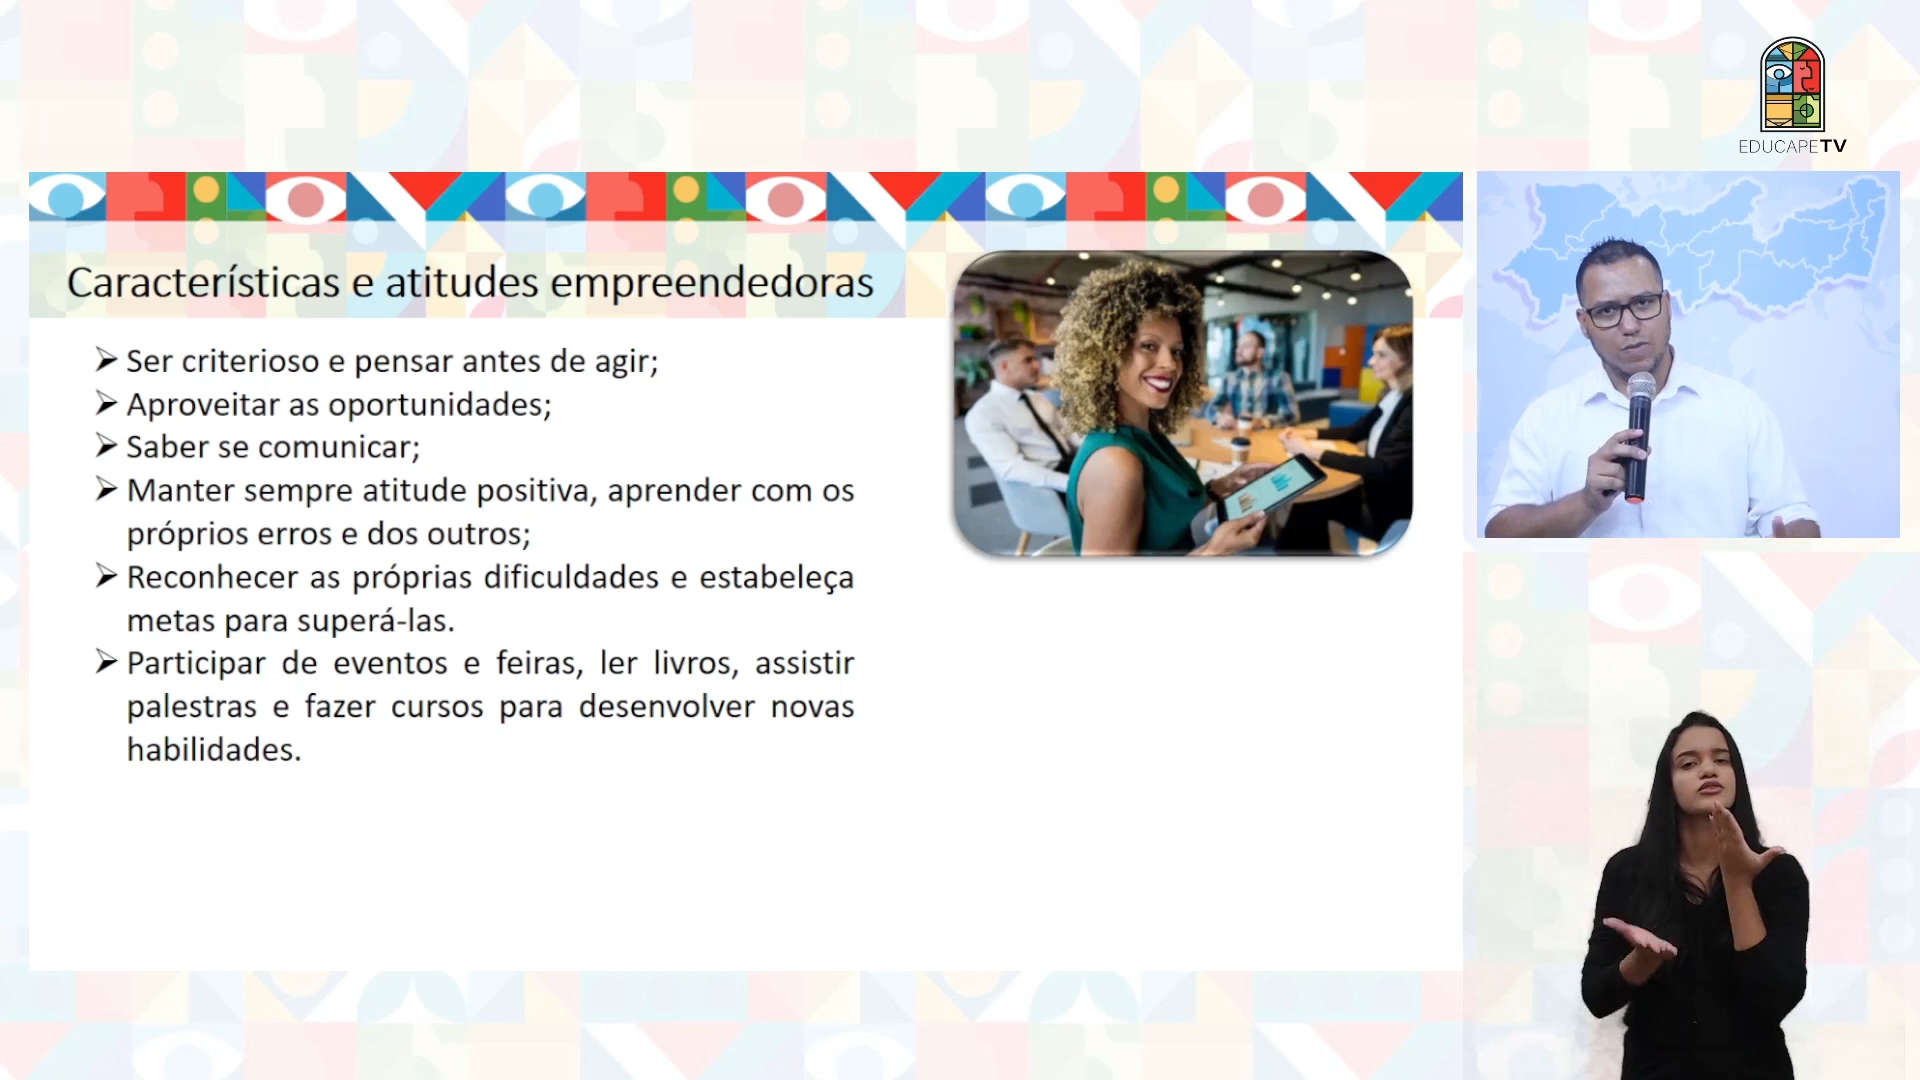 EDUCAPETV
Características e atitudes empreendedoras
➢ Ser criterioso e pensar antes de agir;
➢ Aproveitar as oportunidades;
➢ Saber se comunicar;
➢ Manter sempre atitude positiva, aprender com os
próprios erros e dos outros;
➢ Reconhecer as próprias dificuldades e estabeleça
metas para superá-las.
➢ Participar de eventos e feiras, ler livros, assistir
palestras e fazer cursos para desenvolver novas
habilidades.